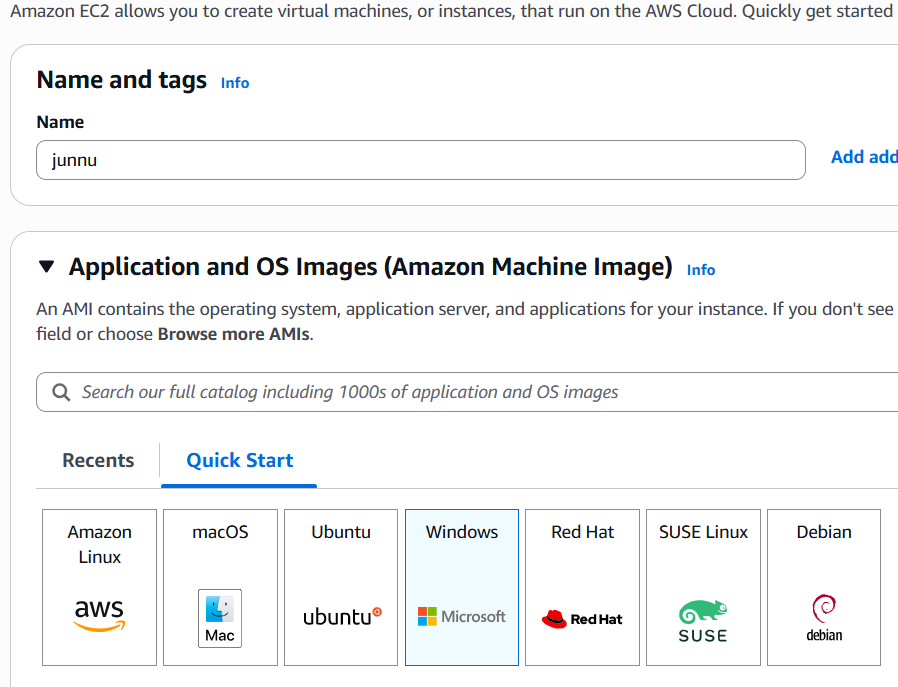 Amazon EC2 allows you to create virtual machines, or instances, that run on the AWS Cloud. Quickly get started
Name and tags Info
Name
junnu
Add add
Application and OS Images (Amazon Machine Image) Info
An AMI contains the operating system, application server, and applications for your instance. If you don't see
field or choose Browse more AMIs.
Search our full catalog including 1000s of application and OS images
Recents
Quick Start
Amazon
Linux
aws
macOS
Mac
Ubuntu
ubuntu
Windows
Microsoft
Red Hat
Red Hat
SUSE Linux
SUSE
Debian
debian